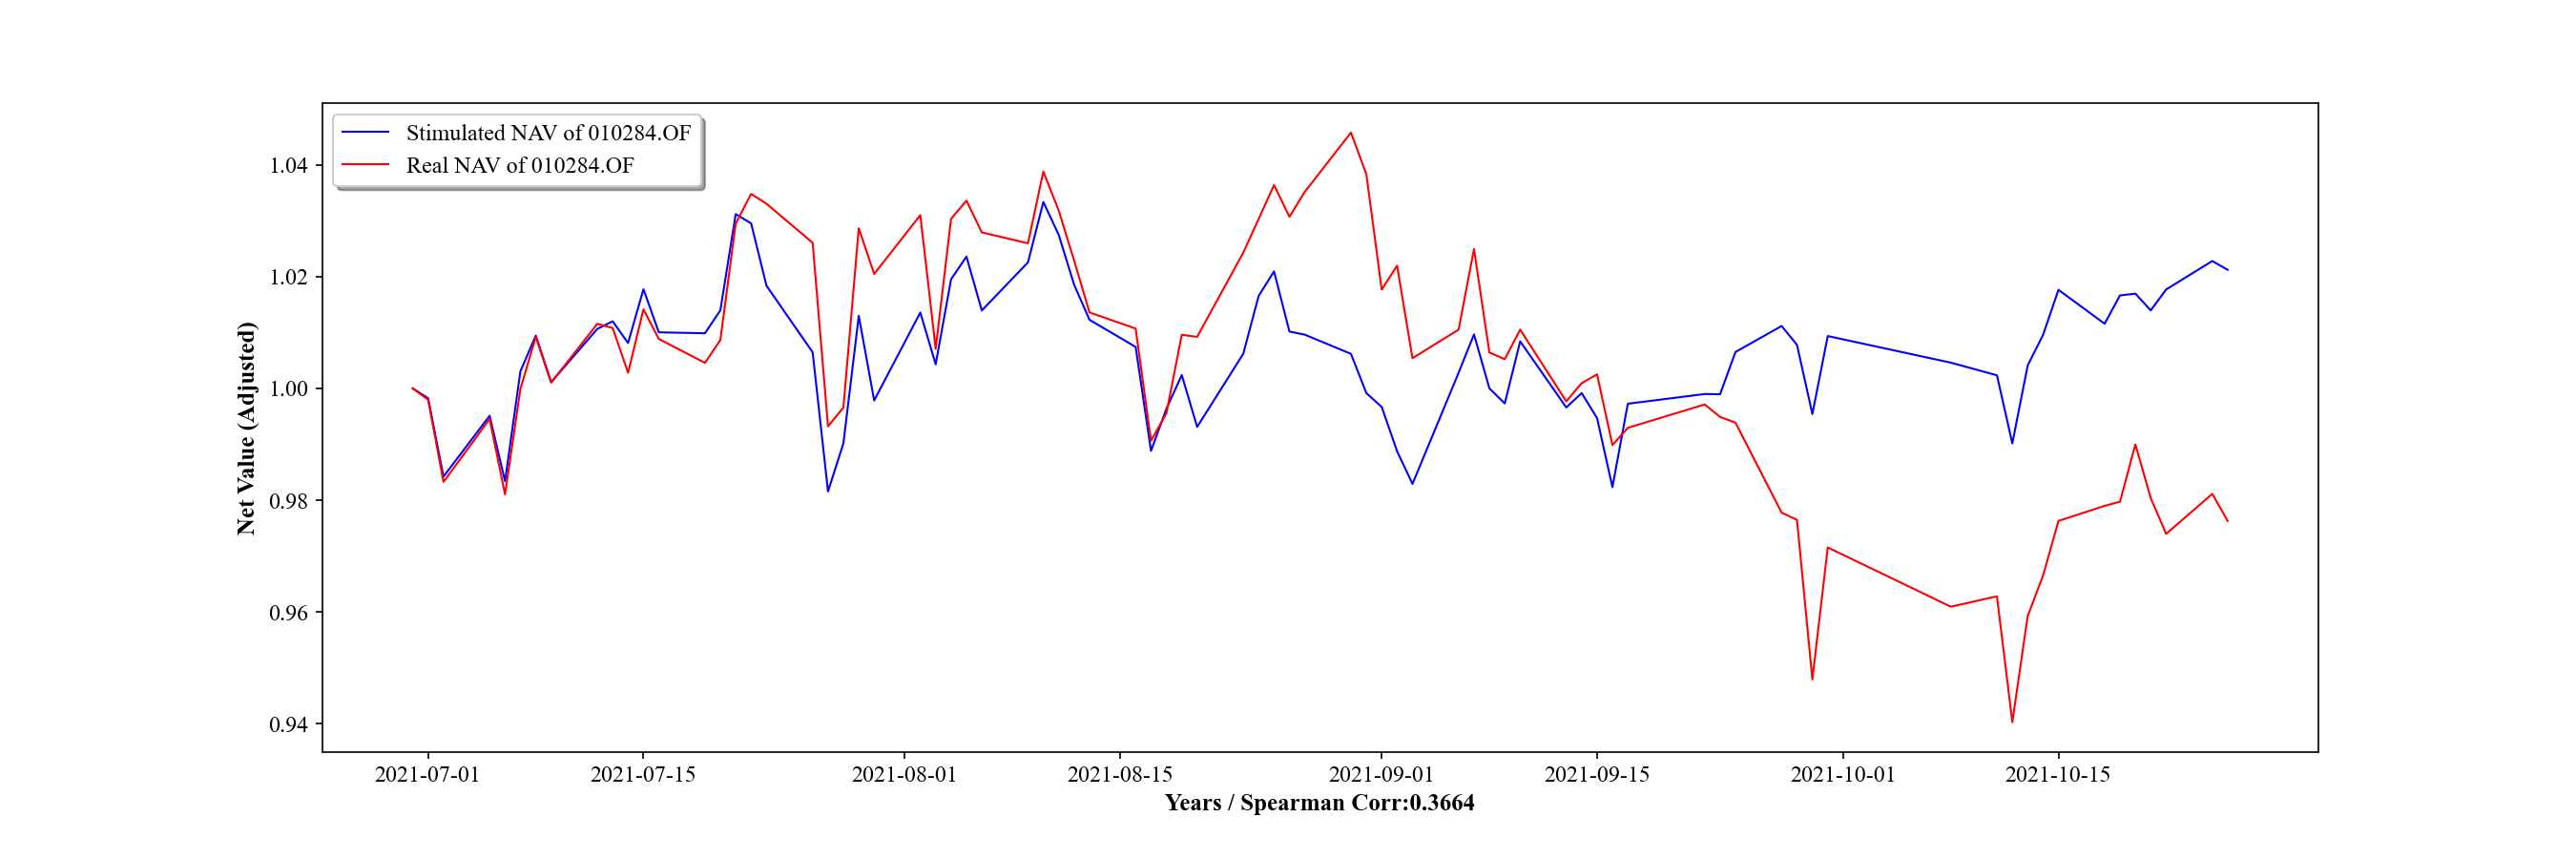 Stimulated NAV of 010284.OF
Real NAV of 010284.OF
1.04
1.02
1.00
0.98
0.96
0.94
Net Value (Adjusted)
2021-07-01 2021-07-15 2021-08-01 2021-08-15 2021-09-01 2021-09-15 2021-10-01 2021-10-15
Years / Spearman Corr:0.3664